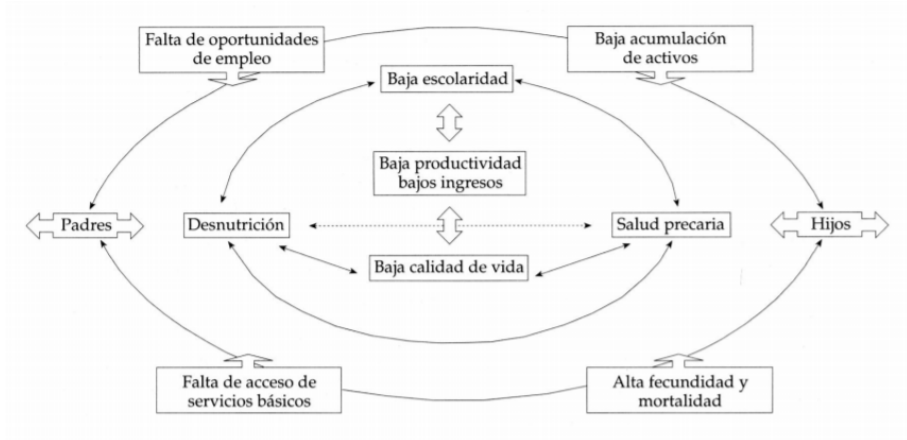 Falta de oportunidades
de empleo
Baja acumulación
de activos
Baja escolaridad
Baja productividad
bajos ingresos
Padres
Desnutrición
Salud precaria
Hijos
Baja calidad de vida
Falta de acceso de
servicios básicos
Alta fecundidad y
mortalidad